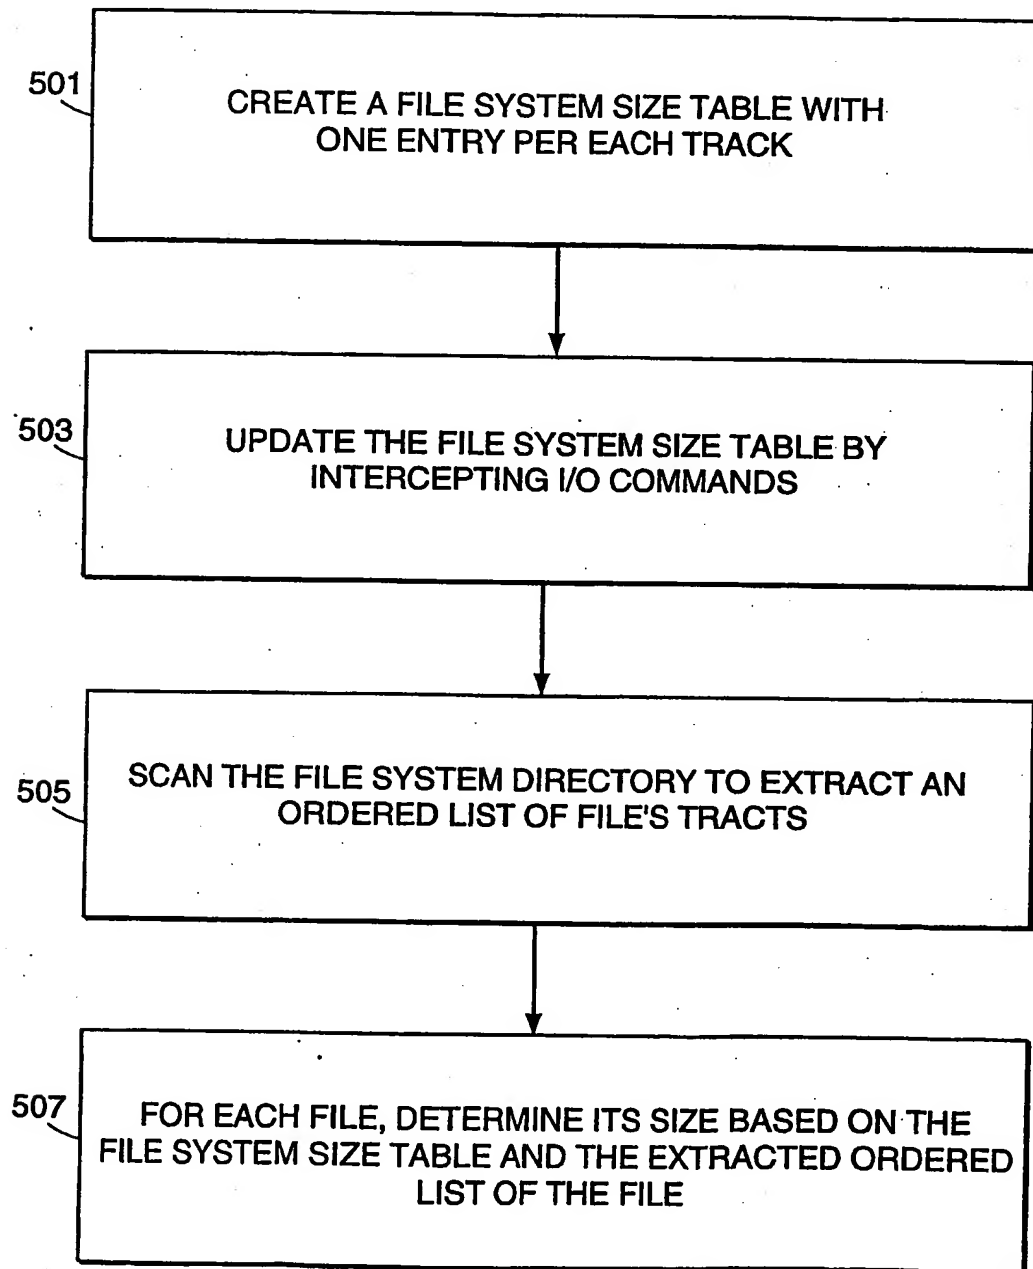 501
CREATE A FILE SYSTEM SIZE TABLE WITH
ONE ENTRY PER EACH TRACK
503
UPDATE THE FILE SYSTEM SIZE TABLE BY
INTERCEPTING I/O COMMANDS
505
SCAN THE FILE SYSTEM DIRECTORY TO EXTRACT AN
ORDERED LIST OF FILE'S TRACTS
507
FOR EACH FILE, DETERMINE ITS SIZE BASED ON THE
FILE SYSTEM SIZE TABLE AND THE EXTRACTED ORDERED
LIST OF THE FILE